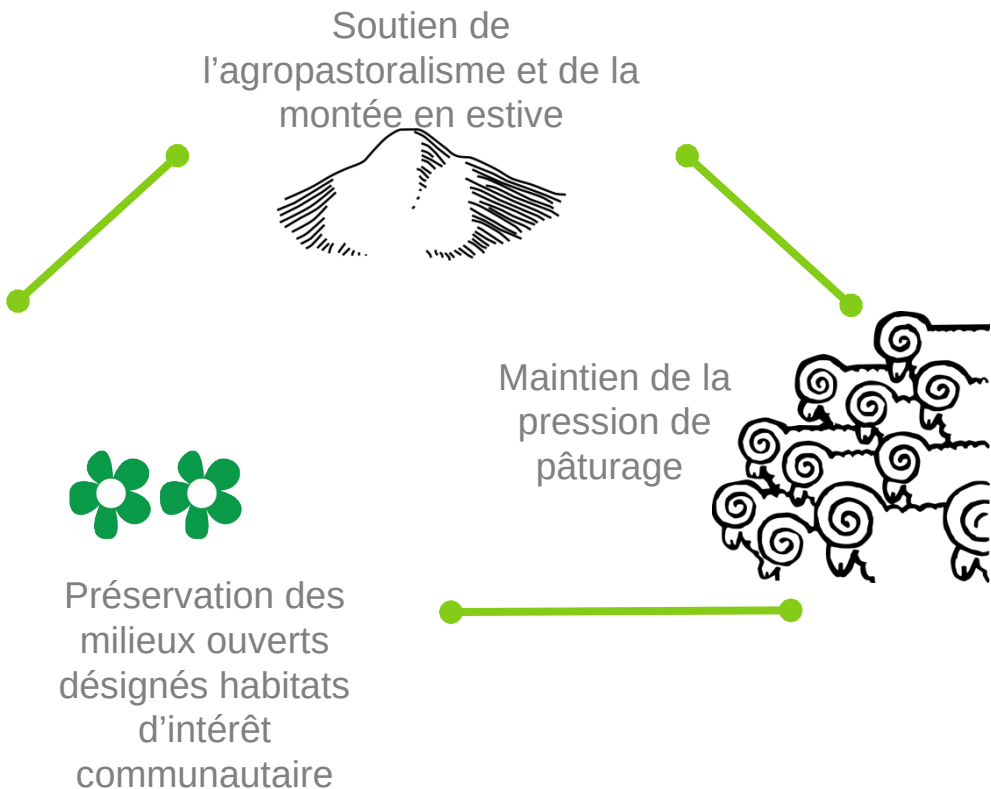 Soutien de
l'agropastoralisme et de la
montée en estive
Maintien de la
pression de
pâturage
Préservation des
milieux ouverts
désignés habitats
d'intérêt
communautaire